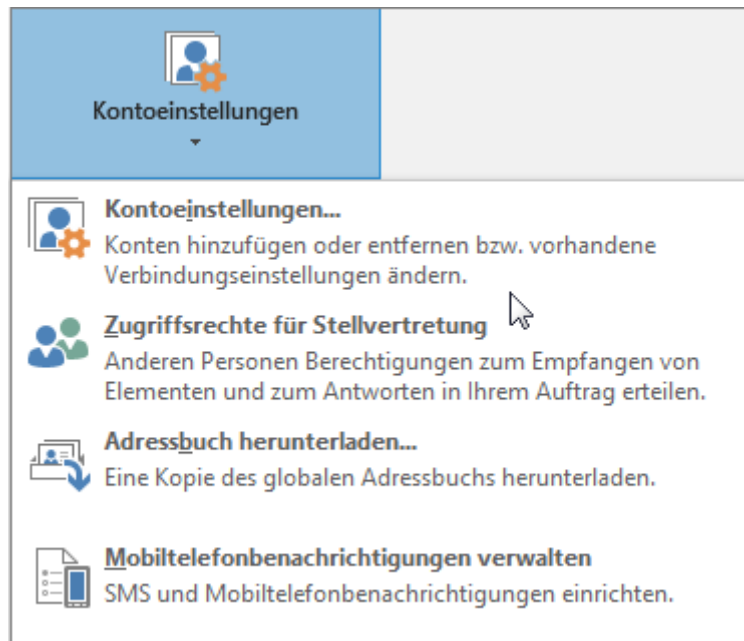 Kontoeinstellungen
Kontoeinstellungen...
Konten hinzufügen oder entfernen bzw. vorhandene
Verbindungseinstellungen ändern.
Zugriffsrechte für Stellvertretung
Anderen Personen Berechtigungen zum Empfangen von
Elementen und zum Antworten in Ihrem Auftrag erteilen.
Adressbuch herunterladen...
Eine Kopie des globalen Adressbuchs herunterladen.
Mobiltelefonbenachrichtigungen verwalten
SMS und Mobiltelefonbenachrichtigungen einrichten.